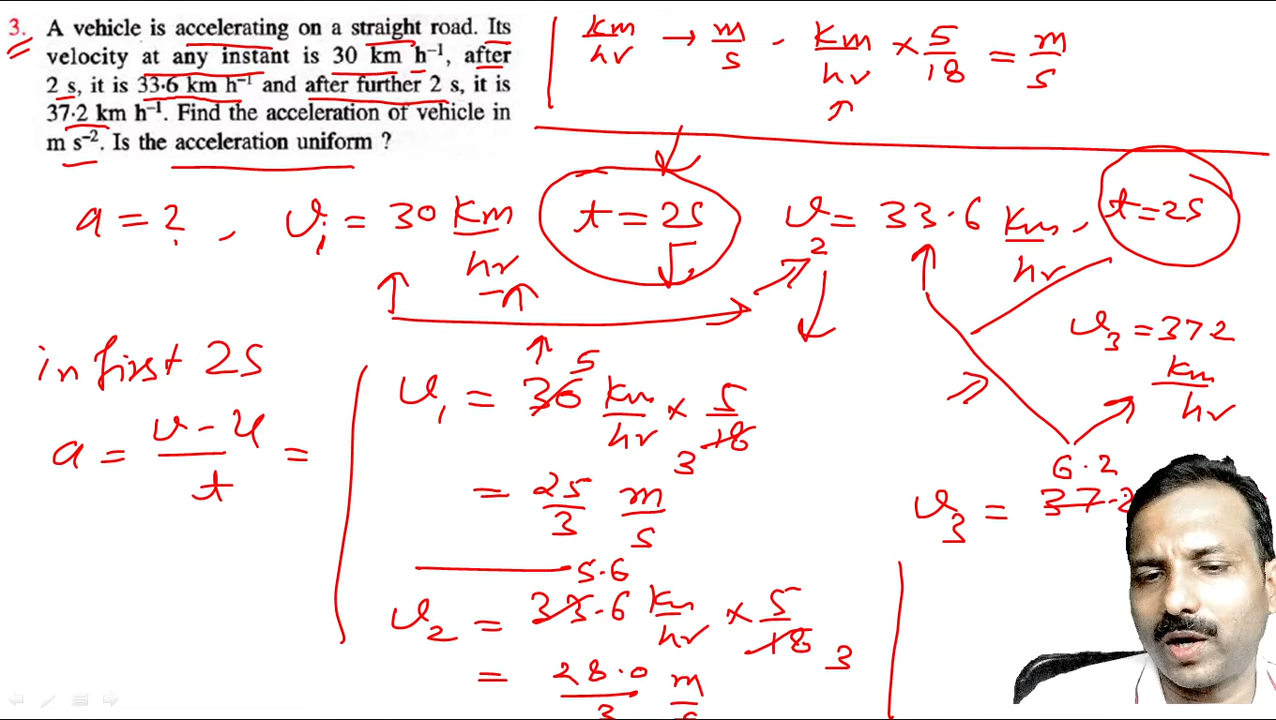 3. A vehicle is accelerating on a straight road. Its
velocity at any instant is 30 km h⁻¹, after
2 s, it is 33·6 km h⁻¹ and after further 2 s, it is
37·2 km h⁻¹. Find the acceleration of vehicle in
m s⁻². Is the acceleration uniform ?
km/hr → m/s - km/hr × 5/18 = m/s
a = ?, v₁ = 30 km/hr t = 2s v₂ = 33·6 km/hr, t = 2s
v₃ = 372 km/hr
in first 2s
a = v - u / t =
v₁ = 30 5 km/hr × 5/18 3
= 25/3 m/s
v₂ = 33·6 5·6 km/hr × 5/18 3
= 28·0/3 m/s
v₃ = 37·2 6·2